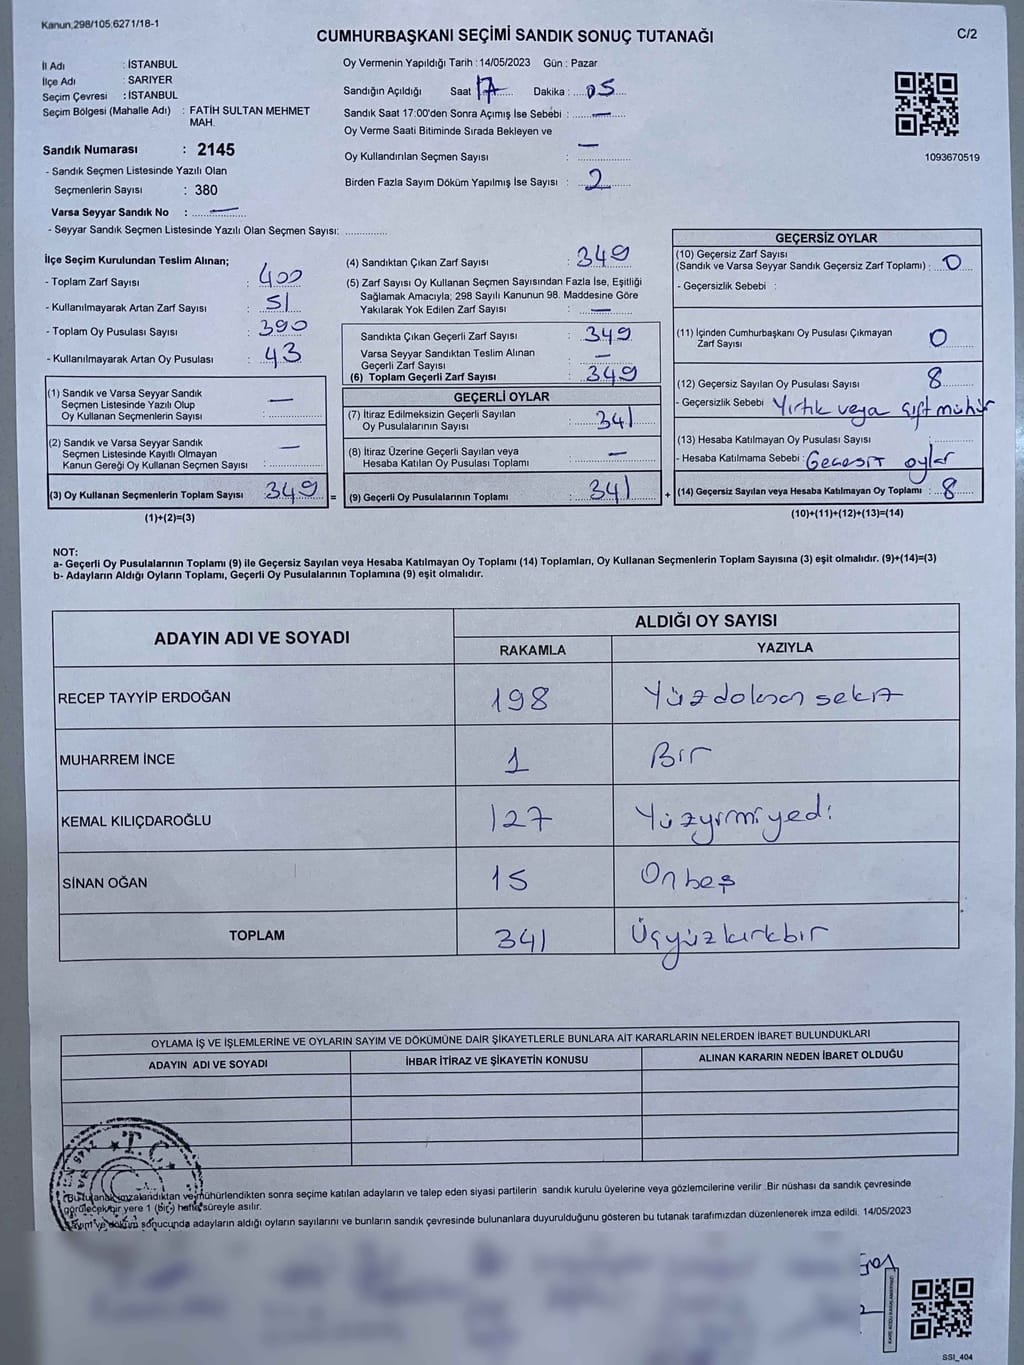 Kanun.298/105;6271/18-1
CUMHURBAŞKANI SEÇİMİ SANDIK SONUÇ TUTANAĞI
C/2
İl Adı : İSTANBUL
İlçe Adı : SARIYER
Seçim Çevresi : İSTANBUL
Seçim Bölgesi (Mahalle Adı) : FATİH SULTAN MEHMET
MAH.
Sandık Numarası : 2145
- Sandık Seçmen Listesinde Yazılı Olan
Seçmenlerin Sayısı : 380
Varsa Seyyar Sandık No : —
- Seyyar Sandık Seçmen Listesinde Yazılı Olan Seçmen Sayısı: ..............
Oy Vermenin Yapıldığı Tarih : 14/05/2023 Gün : Pazar
Sandığın Açıldığı Saat 17 Dakika : 05
Sandık Saat 17:00'den Sonra Açımış İse Sebebi : —
Oy Verme Saati Bitiminde Sırada Bekleyen ve
Oy Kullandırılan Seçmen Sayısı : —
Birden Fazla Sayım Döküm Yapılmış İse Sayısı : 2
1093670519
İlçe Seçim Kurulundan Teslim Alınan;
- Toplam Zarf Sayısı : 400
- Kullanılmayarak Artan Zarf Sayısı : 51
- Toplam Oy Pusulası Sayısı : 390
- Kullanılmayarak Artan Oy Pusulası : 43
(1) Sandık ve Varsa Seyyar Sandık
Seçmen Listesinde Yazılı Olup
Oy Kullanan Seçmenlerin Sayısı : —
(2) Sandık ve Varsa Seyyar Sandık
Seçmen Listesinde Kayıtlı Olmayan
Kanun Gereği Oy Kullanan Seçmen Sayısı : —
(3) Oy Kullanan Seçmenlerin Toplam Sayısı : 349 =
(1)+(2)=(3)
(4) Sandıktan Çıkan Zarf Sayısı : 349
(5) Zarf Sayısı Oy Kullanan Seçmen Sayısından Fazla İse, Eşitliği
Sağlamak Amacıyla; 298 Sayılı Kanunun 98. Maddesine Göre
Yakılarak Yok Edilen Zarf Sayısı : —
Sandıkta Çıkan Geçerli Zarf Sayısı : 349
Varsa Seyyar Sandıktan Teslim Alınan
Geçerli Zarf Sayısı : —
(6) Toplam Geçerli Zarf Sayısı : 349
GEÇERLİ OYLAR
(7) İtiraz Edilmeksizin Geçerli Sayılan
Oy Pusulalarının Sayısı : 341
(8) İtiraz Üzerine Geçerli Sayılan veya
Hesaba Katılan Oy Pusulası Toplamı : —
(9) Geçerli Oy Pusulalarının Toplamı : 341 +
GEÇERSİZ OYLAR
(10) Geçersiz Zarf Sayısı
(Sandık ve Varsa Seyyar Sandık Geçersiz Zarf Toplamı) : 0
- Geçersizlik Sebebi :
(11) İçinden Cumhurbaşkanı Oy Pusulası Çıkmayan
Zarf Sayısı : 0
(12) Geçersiz Sayılan Oy Pusulası Sayısı : 8
- Geçersizlik Sebebi : Yırtık veya çift mühür
(13) Hesaba Katılmayan Oy Pusulası Sayısı :
- Hesaba Katılmama Sebebi : Gecesiz oylar
(14) Geçersiz Sayılan veya Hesaba Katılmayan Oy Toplamı : 8
(10)+(11)+(12)+(13)=(14)
NOT:
a- Geçerli Oy Pusulalarının Toplamı (9) ile Geçersiz Sayılan veya Hesaba Katılmayan Oy Toplamı (14) Toplamları, Oy Kullanan Seçmenlerin Toplam Sayısına (3) eşit olmalıdır. (9)+(14)=(3)
b- Adayların Aldığı Oyların Toplamı, Geçerli Oy Pusulalarının Toplamına (9) eşit olmalıdır.
ADAYIN ADI VE SOYADI
ALDIĞI OY SAYISI
RAKAMLA YAZIYLA
RECEP TAYYİP ERDOĞAN 198 Yüzdoksan sekiz
MUHARREM İNCE 1 Bir
KEMAL KILIÇDAROĞLU 127 Yüzyirmiyedi
SİNAN OĞAN 15 Onbeş
TOPLAM 341 Üçyüzkırkbir
OYLAMA İŞ VE İŞLEMLERİNE VE OYLARIN SAYIM VE DÖKÜMÜNE DAİR ŞİKAYETLERLE BUNLARA AİT KARARLARIN NELERDEN İBARET BULUNDUKLARI
ADAYIN ADI VE SOYADI İHBAR İTİRAZ VE ŞİKAYETİN KONUSU ALINAN KARARIN NEDEN İBARET OLDUĞU
T.C.
Bu tutanak imzalandıktan ve mühürlendikten sonra seçime katılan adayların ve talep eden siyasi partilerin sandık kurulu üyelerine veya gözlemcilerine verilir .Bir nüshası da sandık çevresinde
görülecek bir yere 1 (Bir) hafta süreyle asılır.
Sayım ve döküm sonucunda adayların aldığı oyların sayılarını ve bunların sandık çevresinde bulunanlara duyurulduğunu gösteren bu tutanak tarafımızdan düzenlenerek imza edildi. 14/05/2023
SSI_404